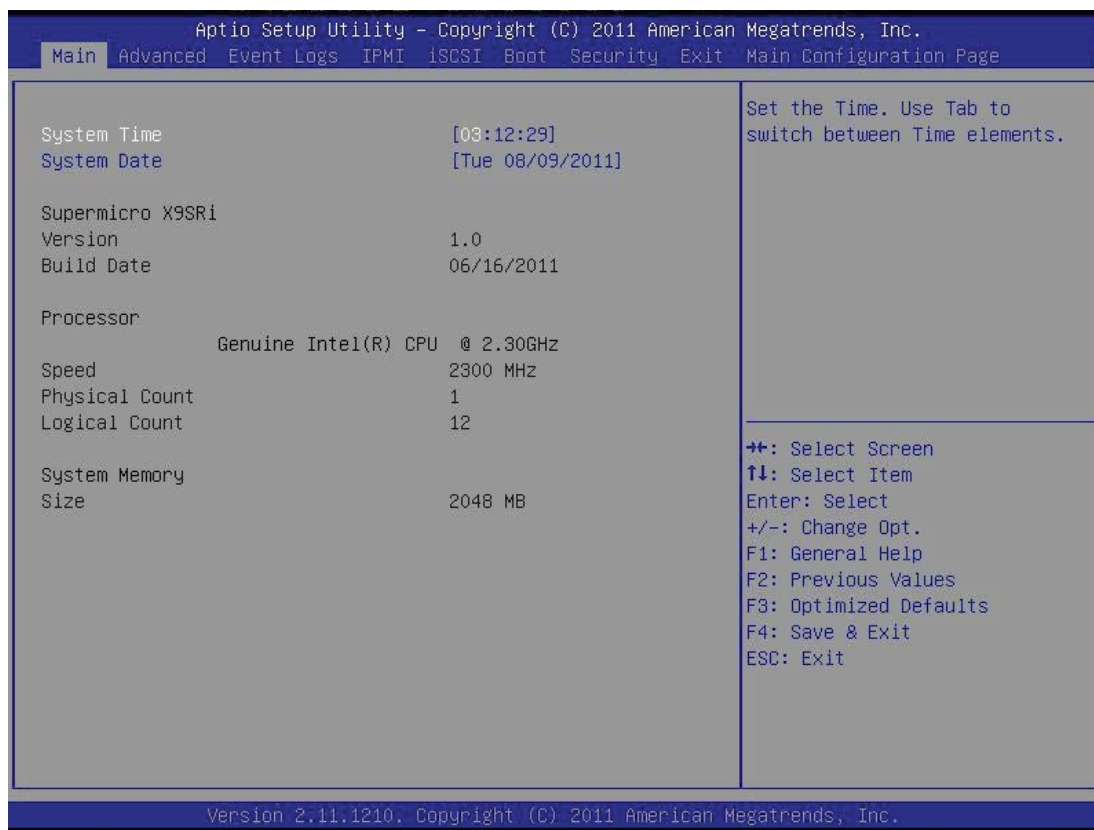 Aptio Setup Utility – Copyright (C) 2011 American Megatrends, Inc.
Main Advanced Event Logs IPMI iSCSI Boot Security Exit Main Configuration Page
Set the Time. Use Tab to
switch between Time elements.
System Time [03:12:29]
System Date [Tue 08/09/2011]
Supermicro X9SRi
Version 1.0
Build Date 06/16/2011
Processor
Genuine Intel(R) CPU @ 2.30GHz
Speed 2300 MHz
Physical Count 1
Logical Count 12
System Memory
Size 2048 MB
→←: Select Screen
↑↓: Select Item
Enter: Select
+/-: Change Opt.
F1: General Help
F2: Previous Values
F3: Optimized Defaults
F4: Save & Exit
ESC: Exit
Version 2.11.1210. Copyright (C) 2011 American Megatrends, Inc.